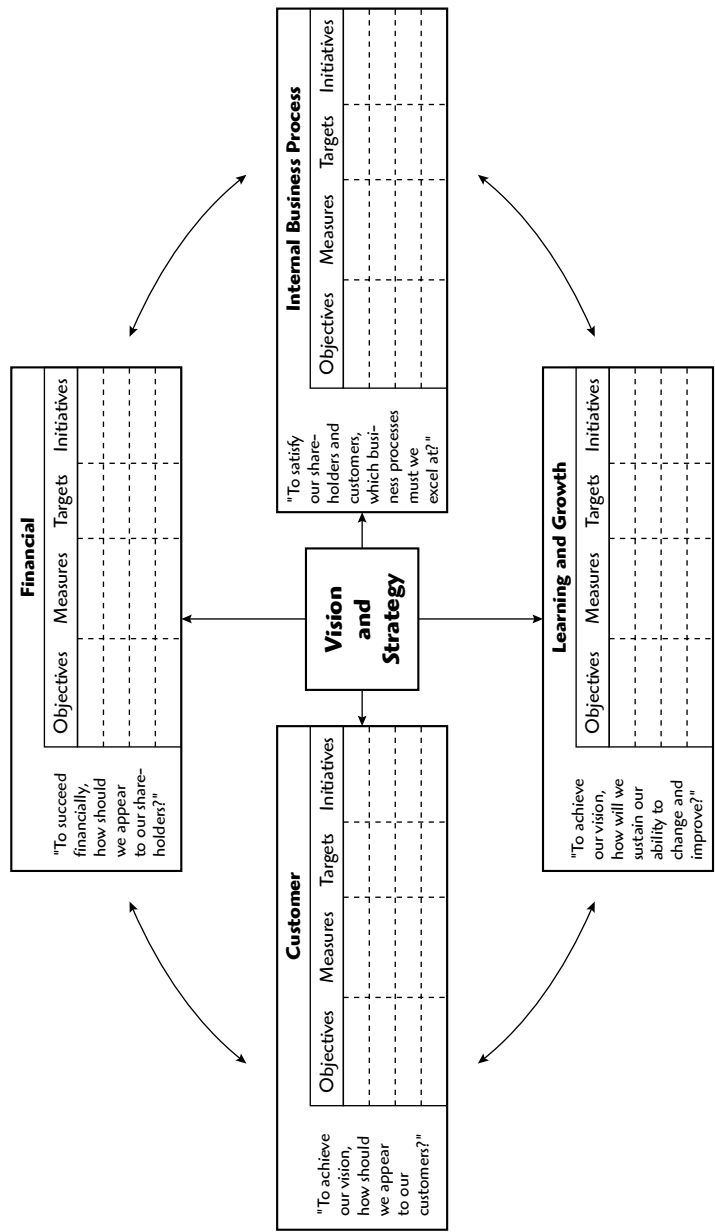 Financial
"To succeed
financially,
how should
we appear
to our share-
holders?"
Objectives Measures Targets Initiatives
Customer
"To achieve
our vision,
how should
we appear
to our
customers?"
Objectives Measures Targets Initiatives
Vision
and
Strategy
Internal Business Process
"To satisfy
our share-
holders and
customers,
which busi-
ness processes
must we
excel at?"
Objectives Measures Targets Initiatives
Learning and Growth
"To achieve
our vision,
how will we
sustain our
ability to
change and
improve?"
Objectives Measures Targets Initiatives